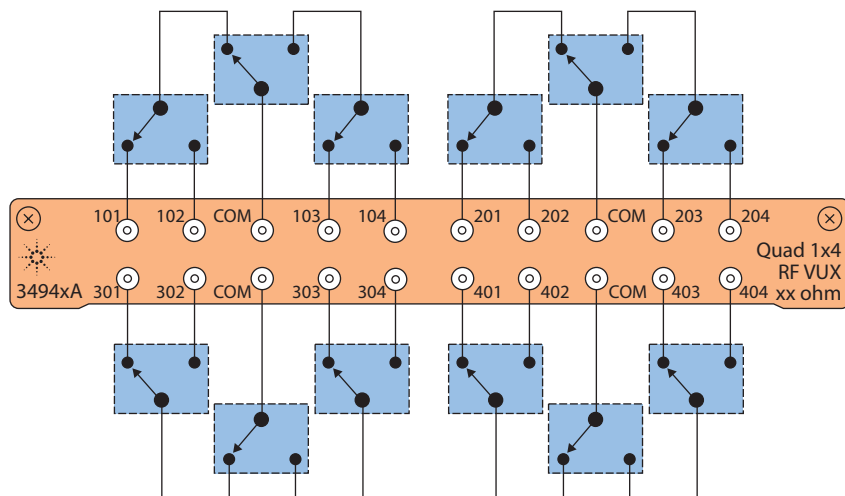 101 102 COM 103 104 201 202 COM 203 204
Quad 1x4
RF VUX
xx ohm
3494xA
301 302 COM 303 304 401 402 COM 403 404